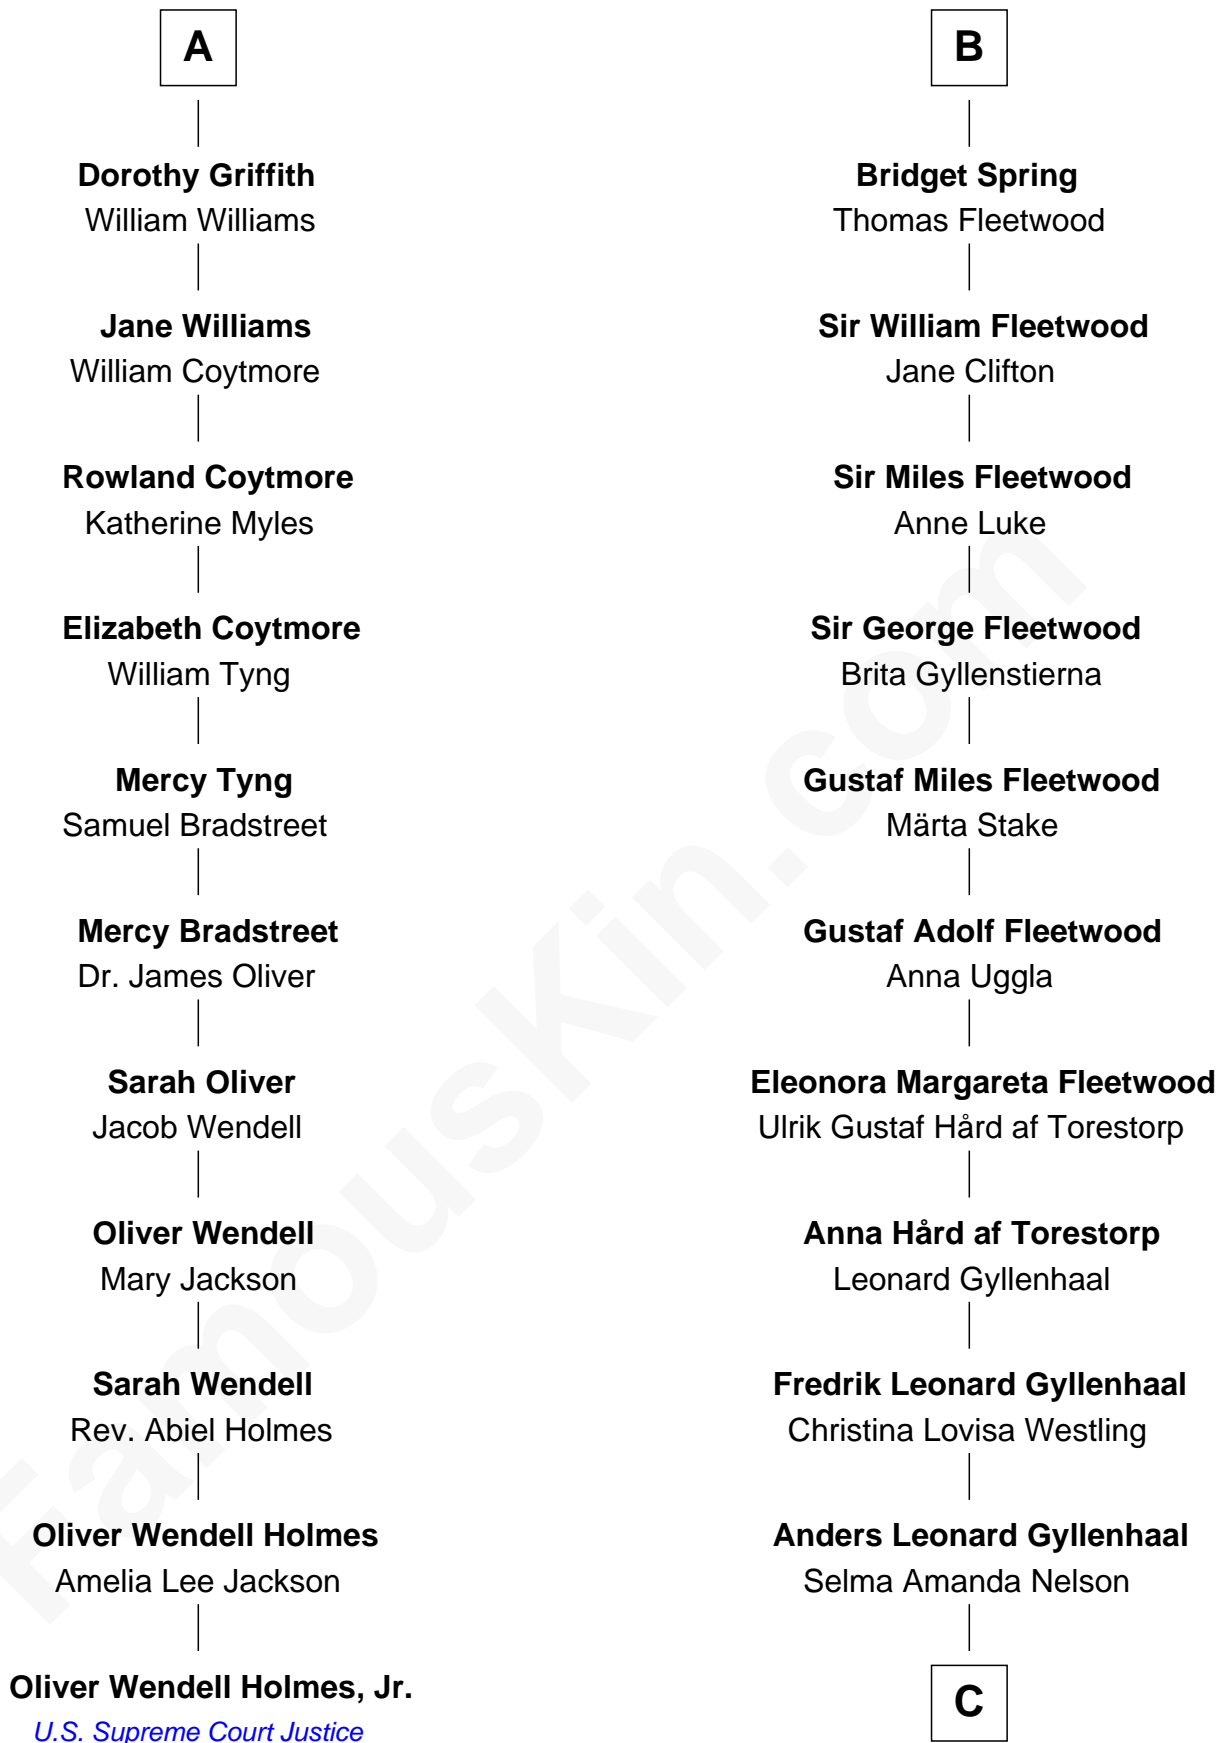 A
Dorothy Griffith
William Williams
Jane Williams
William Coytmore
Rowland Coytmore
Katherine Myles
Elizabeth Coytmore
William Tyng
Mercy Tyng
Samuel Bradstreet
Mercy Bradstreet
Dr. James Oliver
Sarah Oliver
Jacob Wendell
Oliver Wendell
Mary Jackson
Sarah Wendell
Rev. Abiel Holmes
Oliver Wendell Holmes
Amelia Lee Jackson
Oliver Wendell Holmes, Jr.
U.S. Supreme Court Justice
B
Bridget Spring
Thomas Fleetwood
Sir William Fleetwood
Jane Clifton
Sir Miles Fleetwood
Anne Luke
Sir George Fleetwood
Brita Gyllenstierna
Gustaf Miles Fleetwood
Märta Stake
Gustaf Adolf Fleetwood
Anna Uggla
Eleonora Margareta Fleetwood
Ulrik Gustaf Hård af Torestorp
Anna Hård af Torestorp
Leonard Gyllenhaal
Fredrik Leonard Gyllenhaal
Christina Lovisa Westling
Anders Leonard Gyllenhaal
Selma Amanda Nelson
C
FamousKin.com